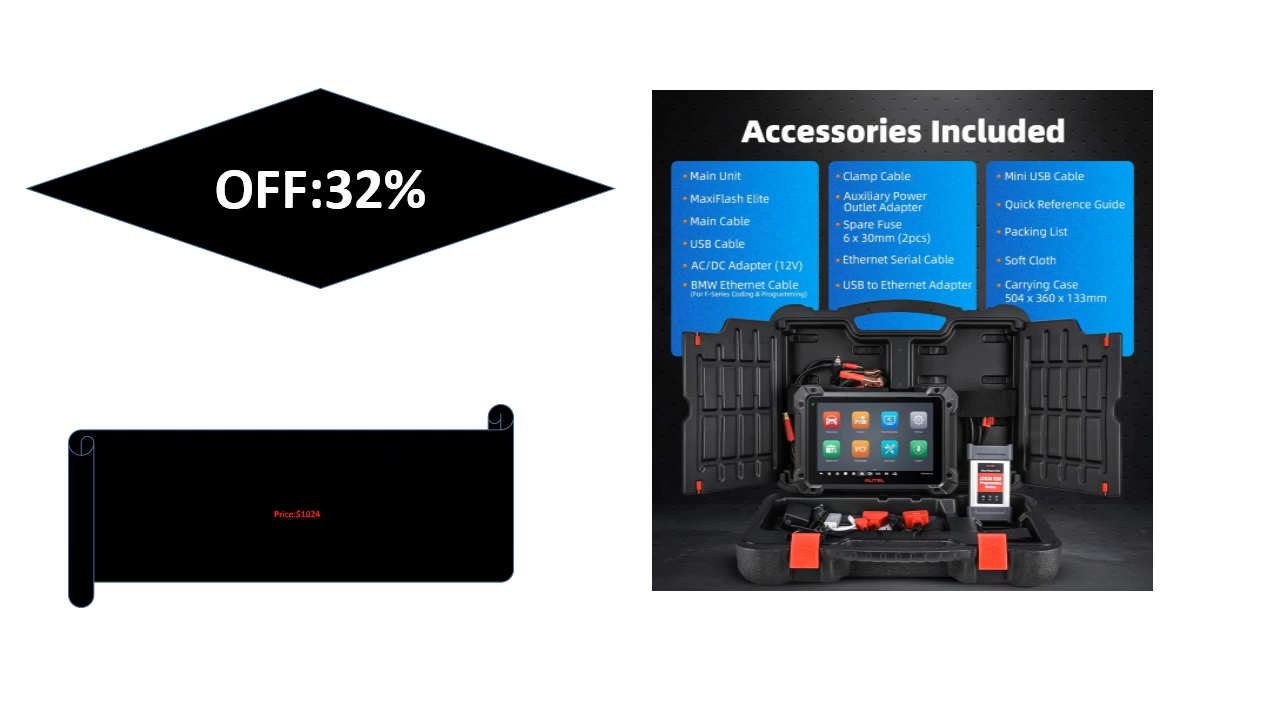 OFF:32%
Price:$1024
Accessories Included
• Main Unit
• MaxiFlash Elite
• Main Cable
• USB Cable
• AC/DC Adapter (12V)
• BMW Ethernet Cable
(For F-Series Coding & Programming)
• Clamp Cable
• Auxiliary Power
Outlet Adapter
• Spare Fuse
6 x 30mm (2pcs)
• Ethernet Serial Cable
• USB to Ethernet Adapter
• Mini USB Cable
• Quick Reference Guide
• Packing List
• Soft Cloth
• Carrying Case
504 x 360 x 133mm
VCI
AUTEL